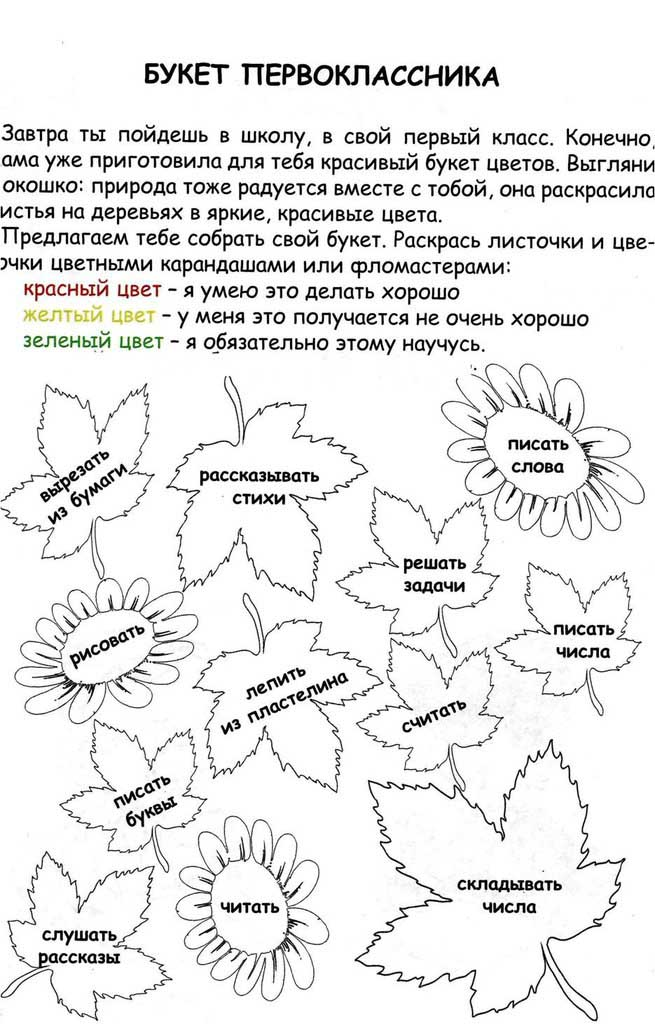 БУКЕТ ПЕРВОКЛАССНИКА
Завтра ты пойдешь в школу, в свой первый класс. Конечно,
ама уже приготовила для тебя красивый букет цветов. Выгляни
окошко: природа тоже радуется вместе с тобой, она раскрасила
истья на деревьях в яркие, красивые цвета.
Предлагаем тебе собрать свой букет. Раскрась листочки и цве-
очки цветными карандашами или фломастерами:
красный цвет – я умею это делать хорошо
желтый цвет – у меня это получается не очень хорошо
зеленый цвет – я обязательно этому научусь.
вырезать
из бумаги
рассказывать
стихи
писать
слова
решать
задачи
рисовать
писать
числа
лепить
из пластелина
считать
писать
буквы
читать
складывать
числа
слушать
рассказы